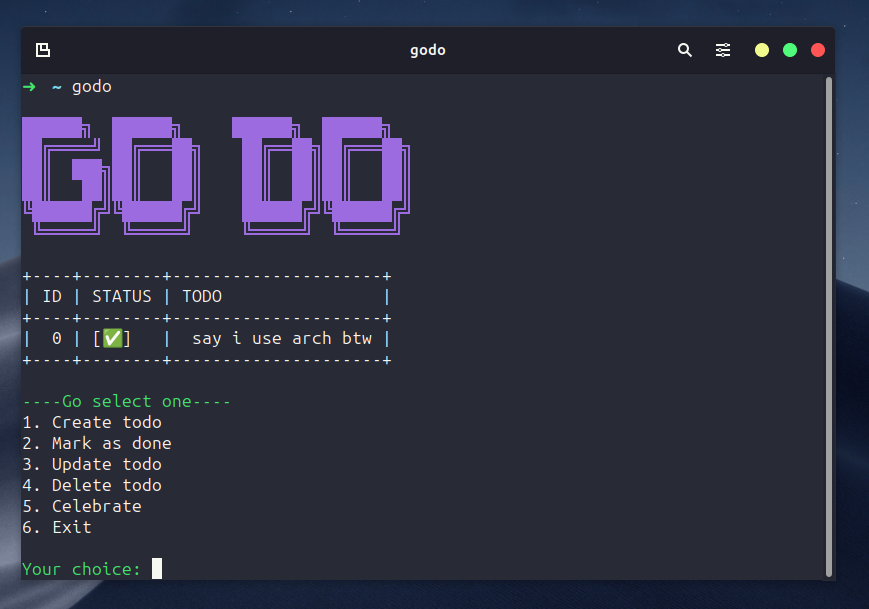 godo
➜ ~ godo
GO DO
+----+--------+---------------------+
| ID | STATUS | TODO                |
+----+--------+---------------------+
|  0 | [✅]   |  say i use arch btw |
+----+--------+---------------------+
----Go select one----
1. Create todo
2. Mark as done
3. Update todo
4. Delete todo
5. Celebrate
6. Exit
Your choice: